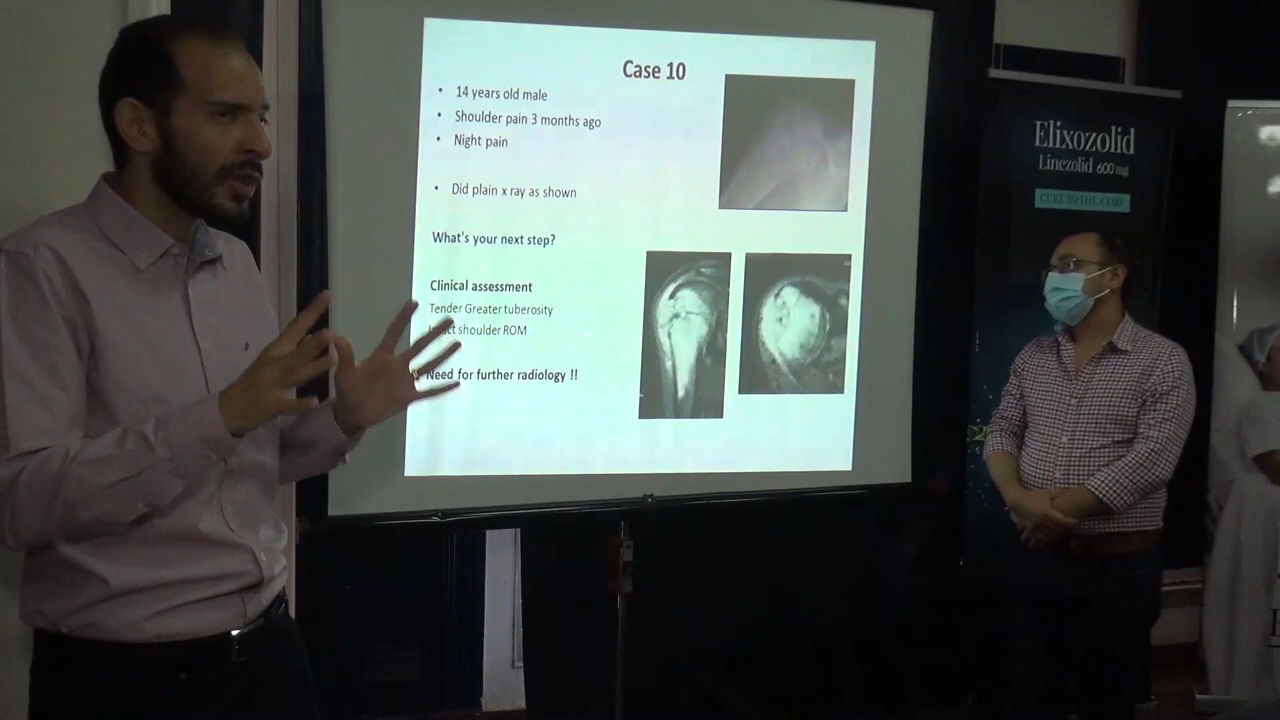 Case 10
• 14 years old male
• Shoulder pain 3 months ago
• Night pain
• Did plain x ray as shown
What's your next step?
Clinical assessment
Tender Greater tuberosity
shoulder ROM
Need for further radiology !!
Elixozolid
Linezolid 600 mg
CURE TO THE CORE